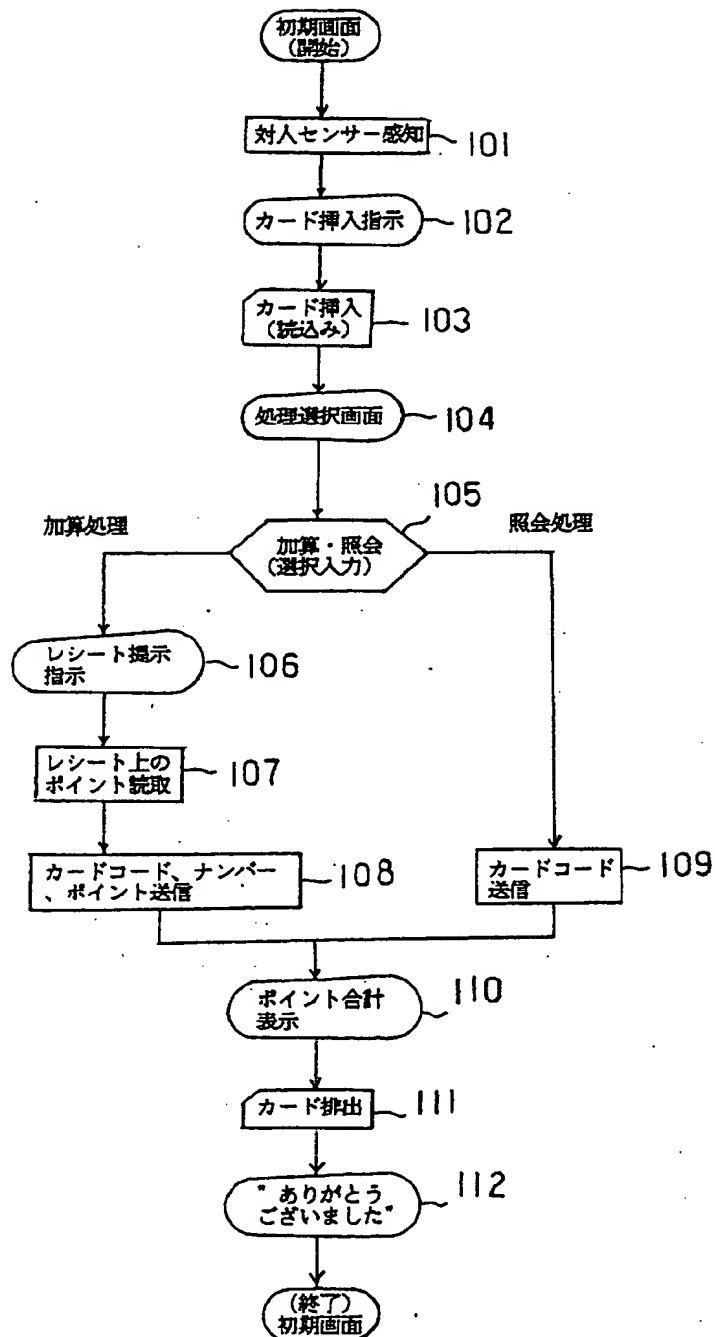 初期画面
(開始)
対人センサー感知
101
カード挿入指示
102
カード挿入
(読込み)
103
処理選択画面
104
105
加算処理
照会処理
加算・照会
(選択入力)
レシート提示
指示
106
レシート上の
ポイント読取
107
カードコード、ナンバー
、ポイント送信
108
カードコード
送信
109
ポイント合計
表示
110
カード排出
111
"ありがとう
ございました"
112
(終了)
初期画面